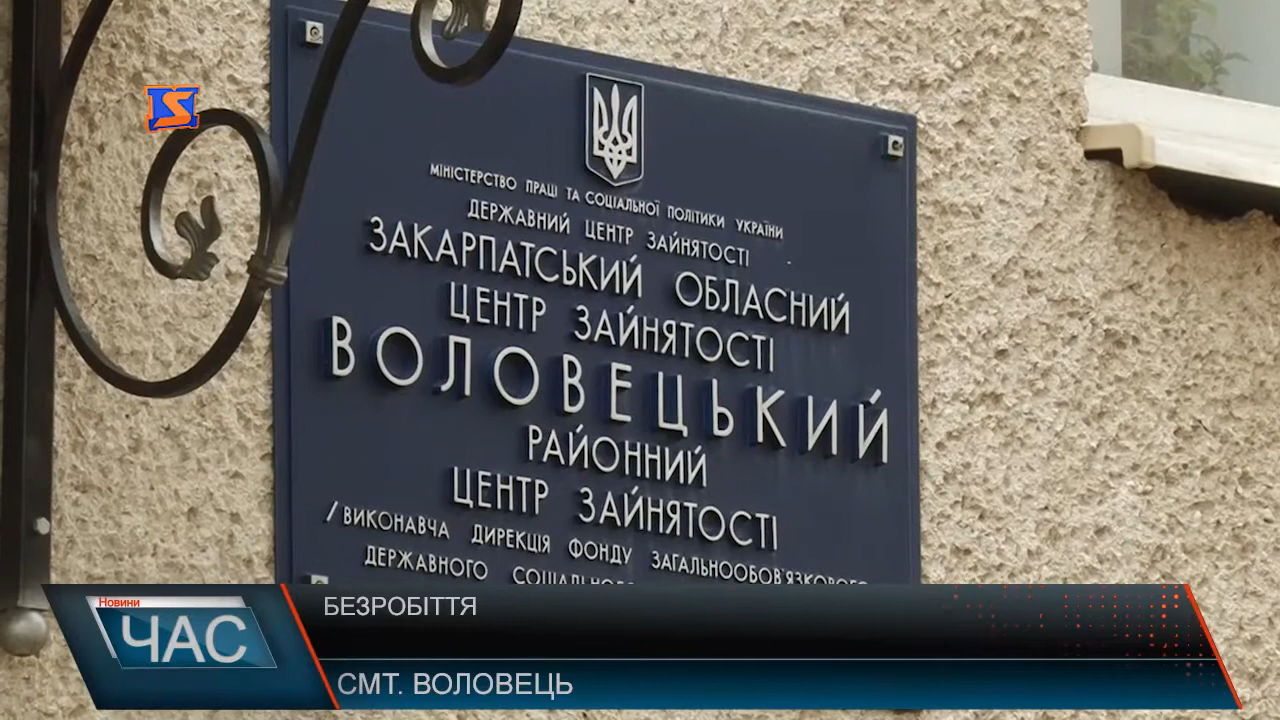 МІНІСТЕРСТВО ПРАЦІ ТА СОЦІАЛЬНОЇ ПОЛІТИКИ УКРАЇНИ
ДЕРЖАВНИЙ ЦЕНТР ЗАЙНЯТОСТІ
ЗАКАРПАТСЬКИЙ ОБЛАСНИЙ
ЦЕНТР ЗАЙНЯТОСТІ
ВОЛОВЕЦЬКИЙ
РАЙОННИЙ
ЦЕНТР ЗАЙНЯТОСТІ
/ВИКОНАВЧА ДИРЕКЦІЯ ФОНДУ ЗАГАЛЬНООБОВ'ЯЗКОВОГО
ДЕРЖАВНОГО СОЦІАЛЬНОГО
Новини
ЧАС
БЕЗРОБІТТЯ
СМТ. ВОЛОВЕЦЬ